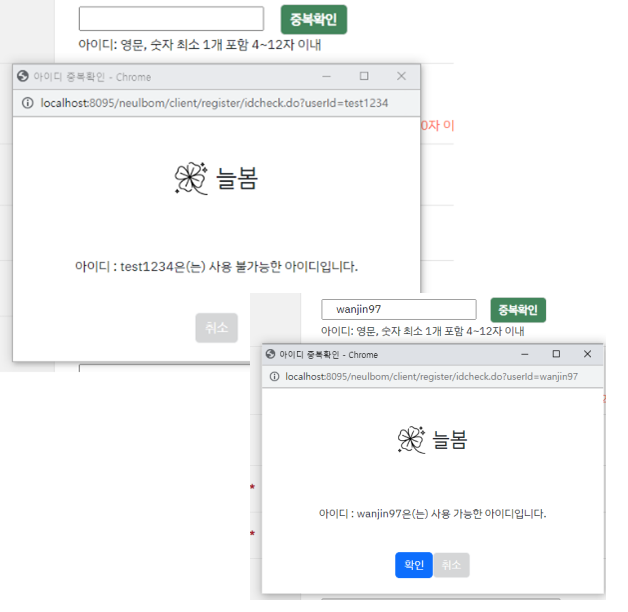 중복확인
아이디: 영문, 숫자 최소 1개 포함 4~12자 이내
아이디 중복확인 - Chrome
localhost:8095/neulbom/client/register/idcheck.do?userId=test1234
0자 이
늘봄
아이디 : test1234은(는) 사용 불가능한 아이디입니다.
취소
wanjin97 중복확인
아이디: 영문, 숫자 최소 1개 포함 4~12자 이내
아이디 중복확인 - Chrome
localhost:8095/neulbom/client/register/idcheck.do?userId=wanjin97
늘봄
*
아이디 : wanjin97은(는) 사용 가능한 아이디입니다.
*
확인 취소